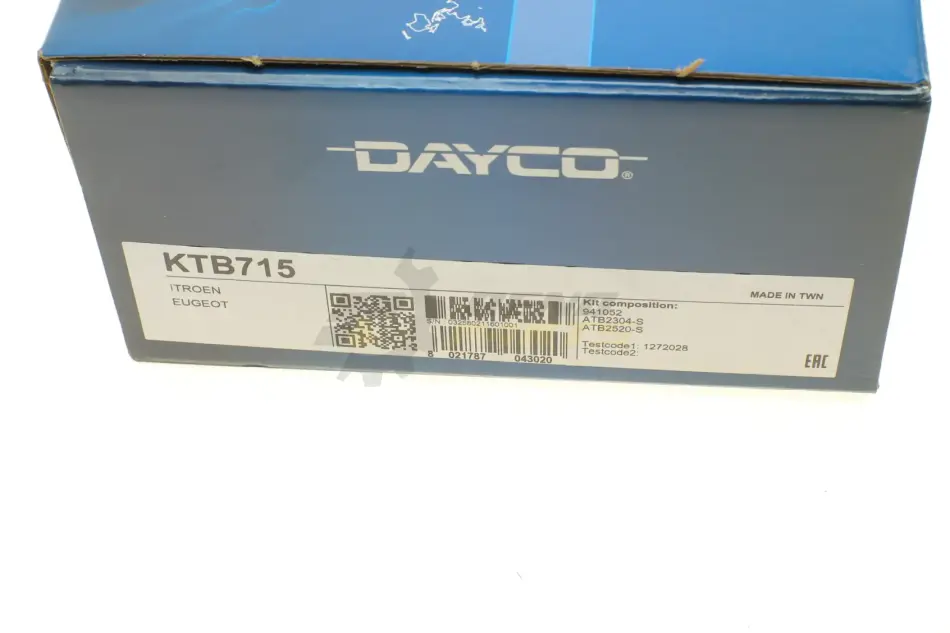 DAYCO®
KTB715
ITROEN
EUGEOT
MADE IN TWN
Kit composition:
941052
ATB2304-S
ATB2520-S
Testcode1: 1272028
Testcode2:
8 021787 043020
EAC